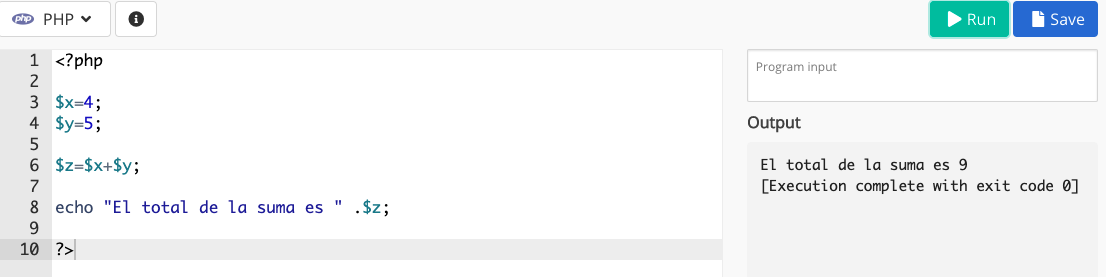 php PHP
Run
Save
1 <?php
2
3 $x=4;
4 $y=5;
5
6 $z=$x+$y;
7
8 echo "El total de la suma es " .$z;
9
10 ?>
Program input
Output
El total de la suma es 9
[Execution complete with exit code 0]